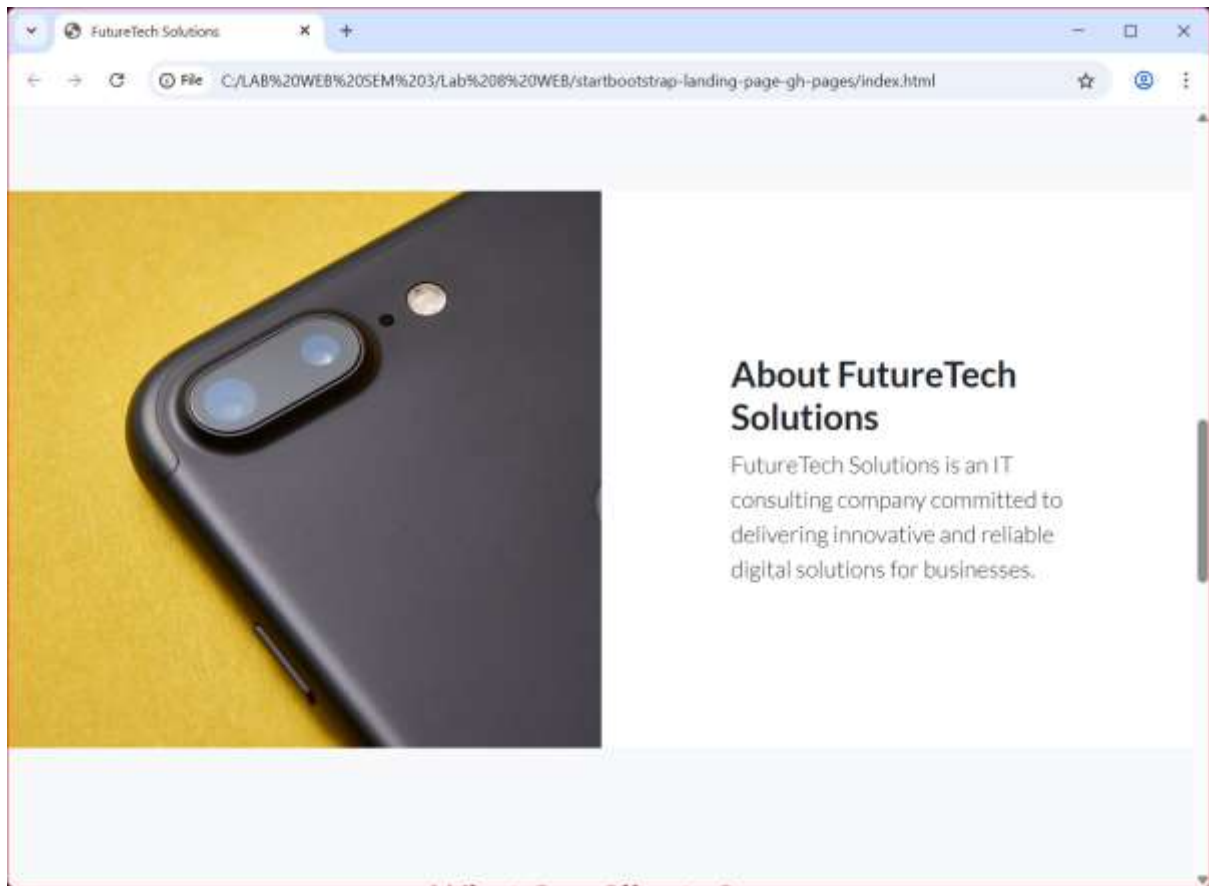 FutureTech Solutions
File
C:/LAB%20WEB%20SEM%203/Lab%208%20WEB/startbootstrap-landing-page-gh-pages/index.html
About FutureTech
Solutions
FutureTech Solutions is an IT
consulting company committed to
delivering innovative and reliable
digital solutions for businesses.